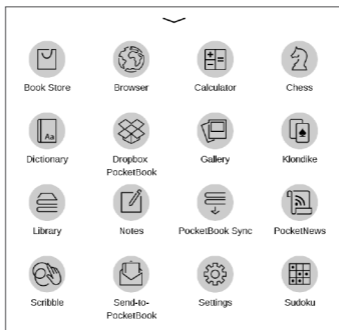 Book Store
Browser
Calculator
Chess
Aa
Dictionary
Dropbox
PocketBook
Gallery
Klondike
Library
Notes
PocketBook Sync
PocketNews
Scribble
Send-to-
PocketBook
Settings
Sudoku